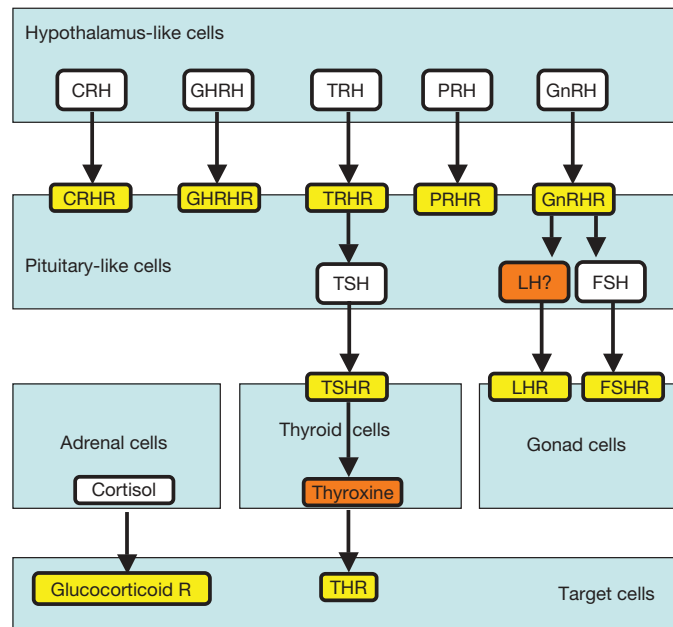 Hypothalamus-like cells
CRH GHRH TRH PRH GnRH
CRHR GHRHR TRHR PRHR GnRHR
Pituitary-like cells
TSH LH? FSH
TSHR LHR FSHR
Adrenal cells Thyroid cells Gonad cells
Cortisol Thyroxine
Glucocorticoid R THR Target cells